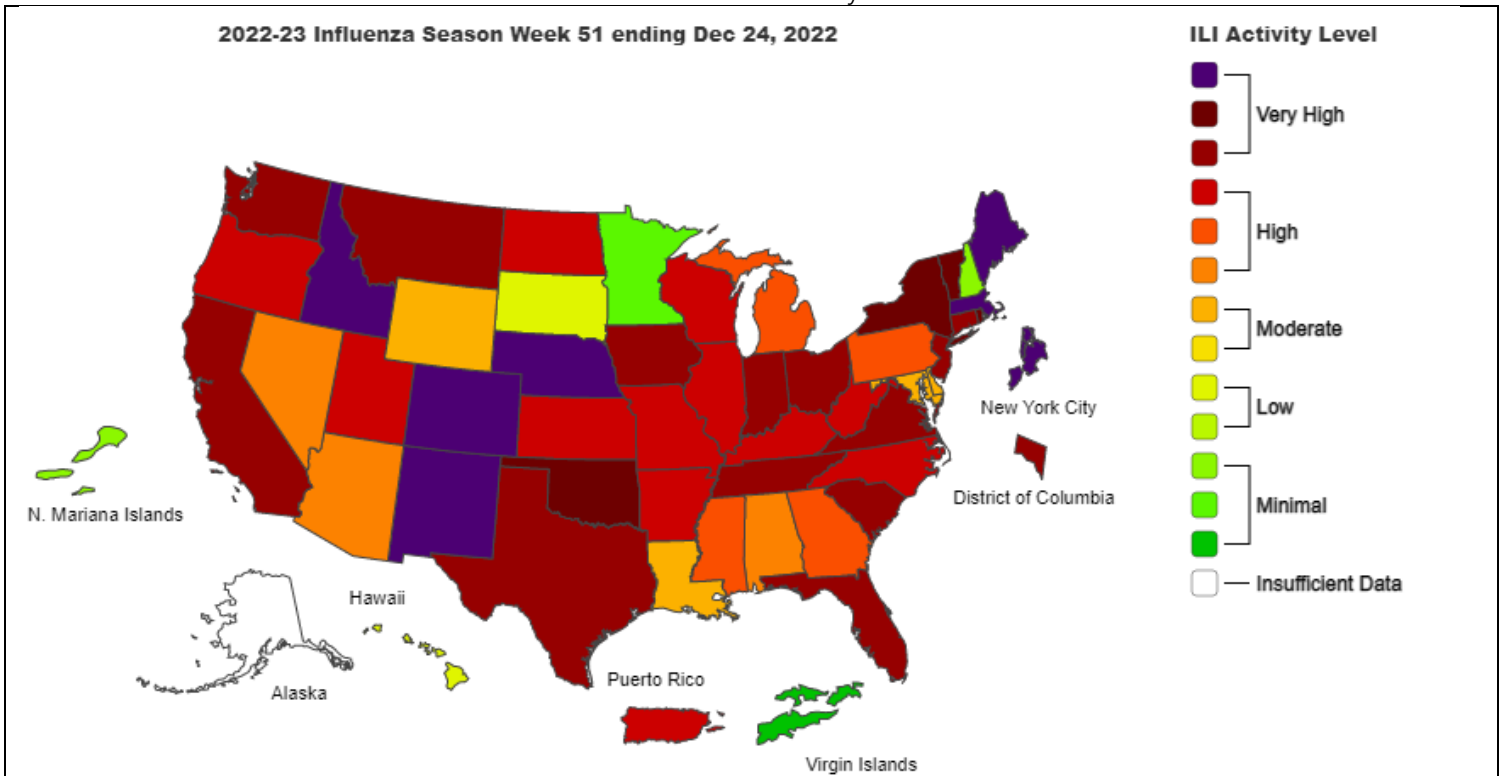 2022-23 Influenza Season Week 51 ending Dec 24, 2022
ILI Activity Level
Very High
High
Moderate
Low
Minimal
Insufficient Data
New York City
District of Columbia
N. Mariana Islands
Hawaii
Alaska
Puerto Rico
Virgin Islands